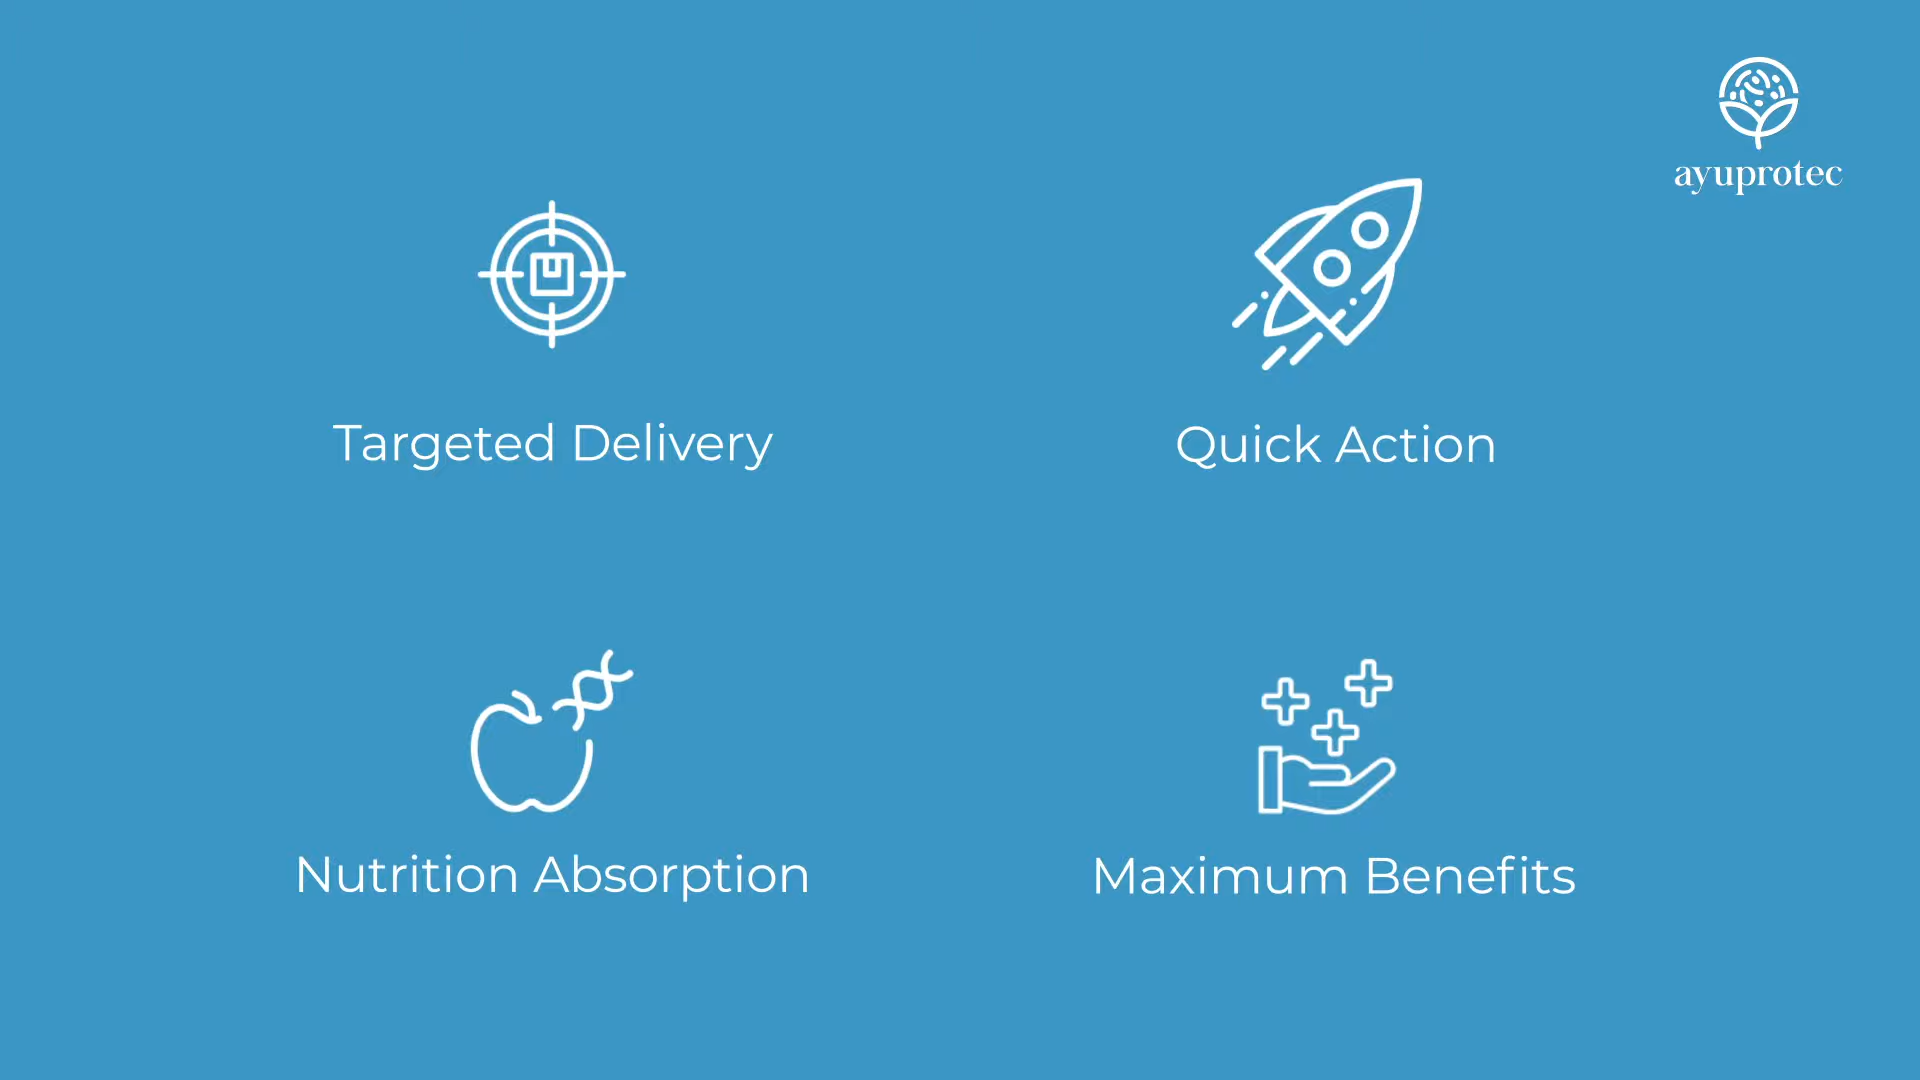 ayuprotec
Targeted Delivery
Quick Action
Nutrition Absorption
Maximum Benefits